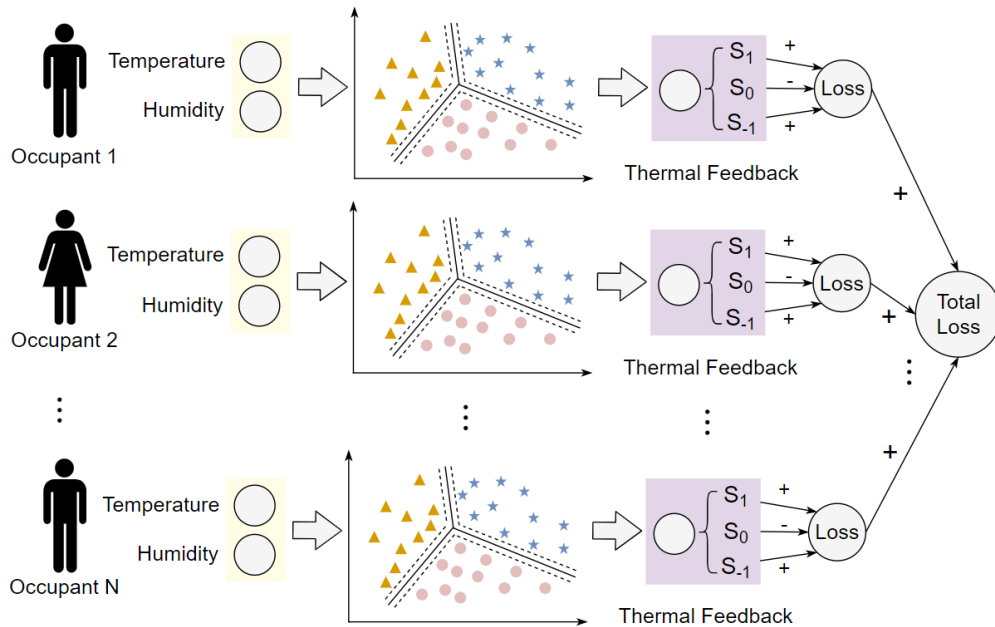 Temperature
Humidity
Occupant 1
S₁
S₀
S₋₁
+
-
+
Loss
Thermal Feedback
+
Temperature
Humidity
Occupant 2
S₁
S₀
S₋₁
+
-
+
Loss
+
Total
Loss
Thermal Feedback
Temperature
Humidity
Occupant N
S₁
S₀
S₋₁
+
-
+
Loss
+
Thermal Feedback